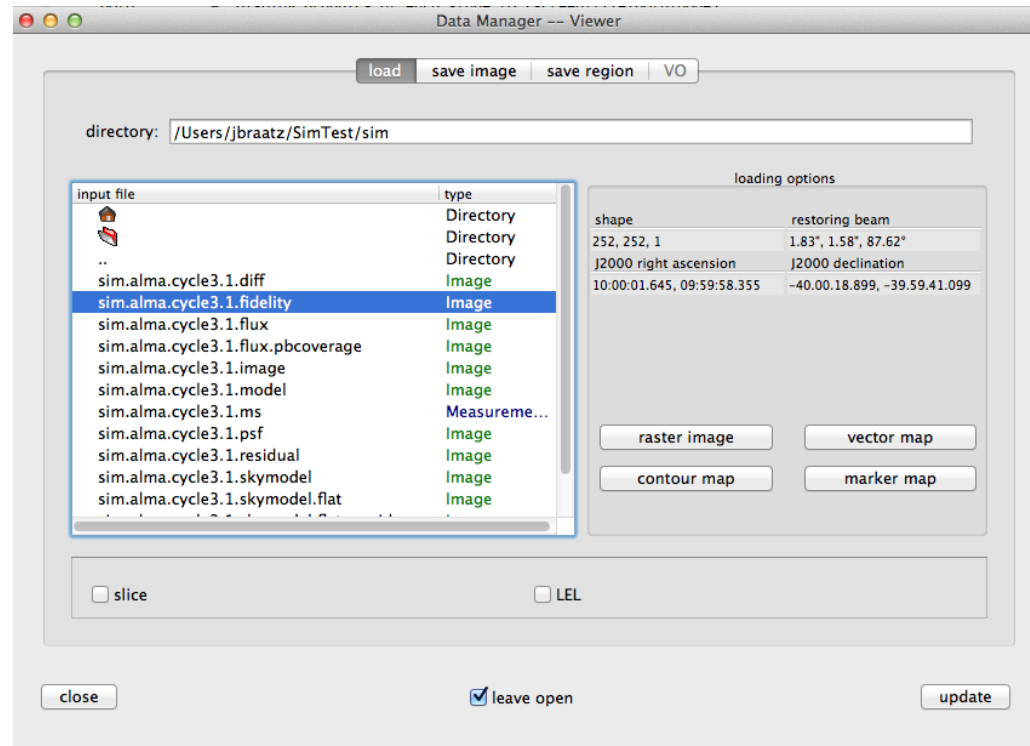 Data Manager -- Viewer
load save image save region VO
directory: /Users/jbraatz/SimTest/sim
loading options
input file type
Directory
Directory
.. Directory
sim.alma.cycle3.1.diff Image
sim.alma.cycle3.1.fidelity Image
sim.alma.cycle3.1.flux Image
sim.alma.cycle3.1.flux.pbcoverage Image
sim.alma.cycle3.1.image Image
sim.alma.cycle3.1.model Image
sim.alma.cycle3.1.ms Measureme...
sim.alma.cycle3.1.psf Image
sim.alma.cycle3.1.residual Image
sim.alma.cycle3.1.skymodel Image
sim.alma.cycle3.1.skymodel.flat Image
shape restoring beam
252, 252, 1 1.83", 1.58", 87.62°
J2000 right ascension J2000 declination
10:00:01.645, 09:59:58.355 -40.00.18.899, -39.59.41.099
raster image vector map
contour map marker map
slice LEL
close leave open update